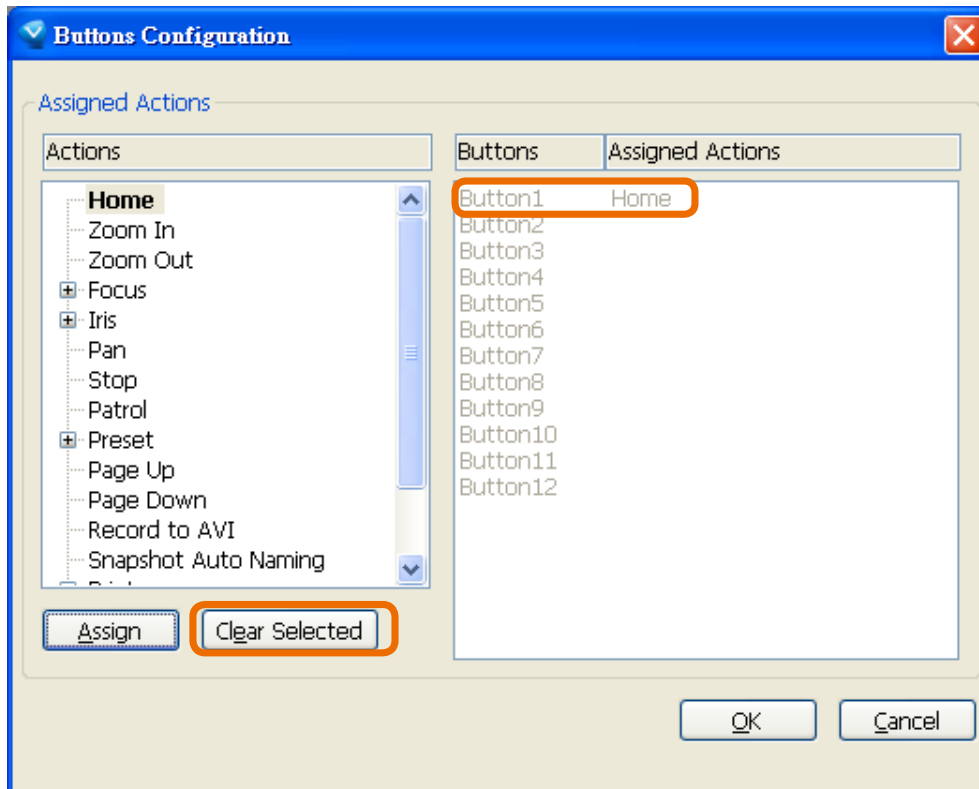 Buttons Configuration
Assigned Actions
Actions
Buttons Assigned Actions
Home
Zoom In
Zoom Out
Focus
Iris
Pan
Stop
Patrol
Preset
Page Up
Page Down
Record to AVI
Snapshot Auto Naming
Button1 Home
Button2
Button3
Button4
Button5
Button6
Button7
Button8
Button9
Button10
Button11
Button12
Assign Clear Selected
OK Cancel